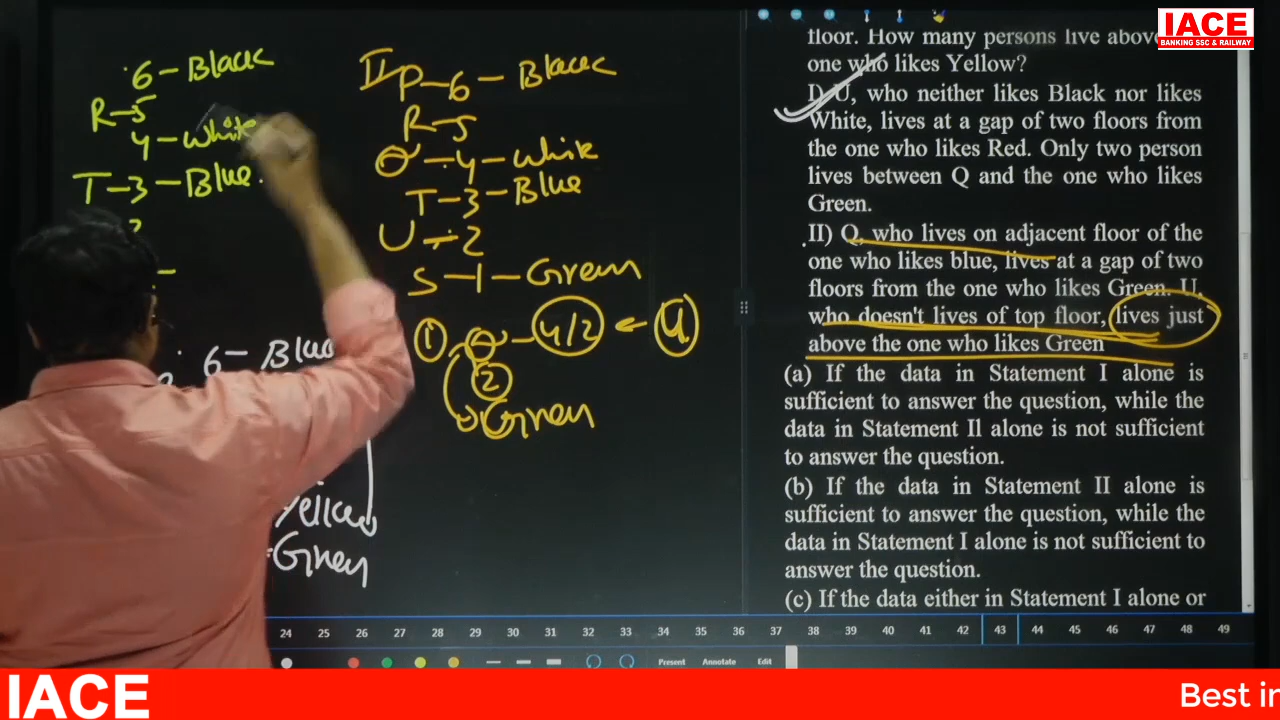 IACE
BANKING SSC & RAILWAY
6 - Black
R - 5
4 - White
T - 3 - Blue
2
6 -
Yellow
Green
II P - 6 - Black
R - 5
Q - 4 - White
T - 3 - Blue
U - 2
S - 1 - Green
1 Q - 4/2 ← U
2
Green
floor. How many persons live above
one who likes Yellow?
I) U, who neither likes Black nor likes
White, lives at a gap of two floors from
the one who likes Red. Only two person
lives between Q and the one who likes
Green.
II) Q, who lives on adjacent floor of the
one who likes blue, lives at a gap of two
floors from the one who likes Green. U,
who doesn't lives of top floor, lives just
above the one who likes Green
(a) If the data in Statement I alone is
sufficient to answer the question, while the
data in Statement Il alone is not sufficient
to answer the question.
(b) If the data in Statement II alone is
sufficient to answer the question, while the
data in Statement I alone is not sufficient to
answer the question.
(c) If the data either in Statement I alone or
24 25 26 27 28 29 30 31 32 33 34 35 36 37 38 39 40 41 42 43 44 45 46 47 48 49
Present Annotate Edit
IACE
Best in